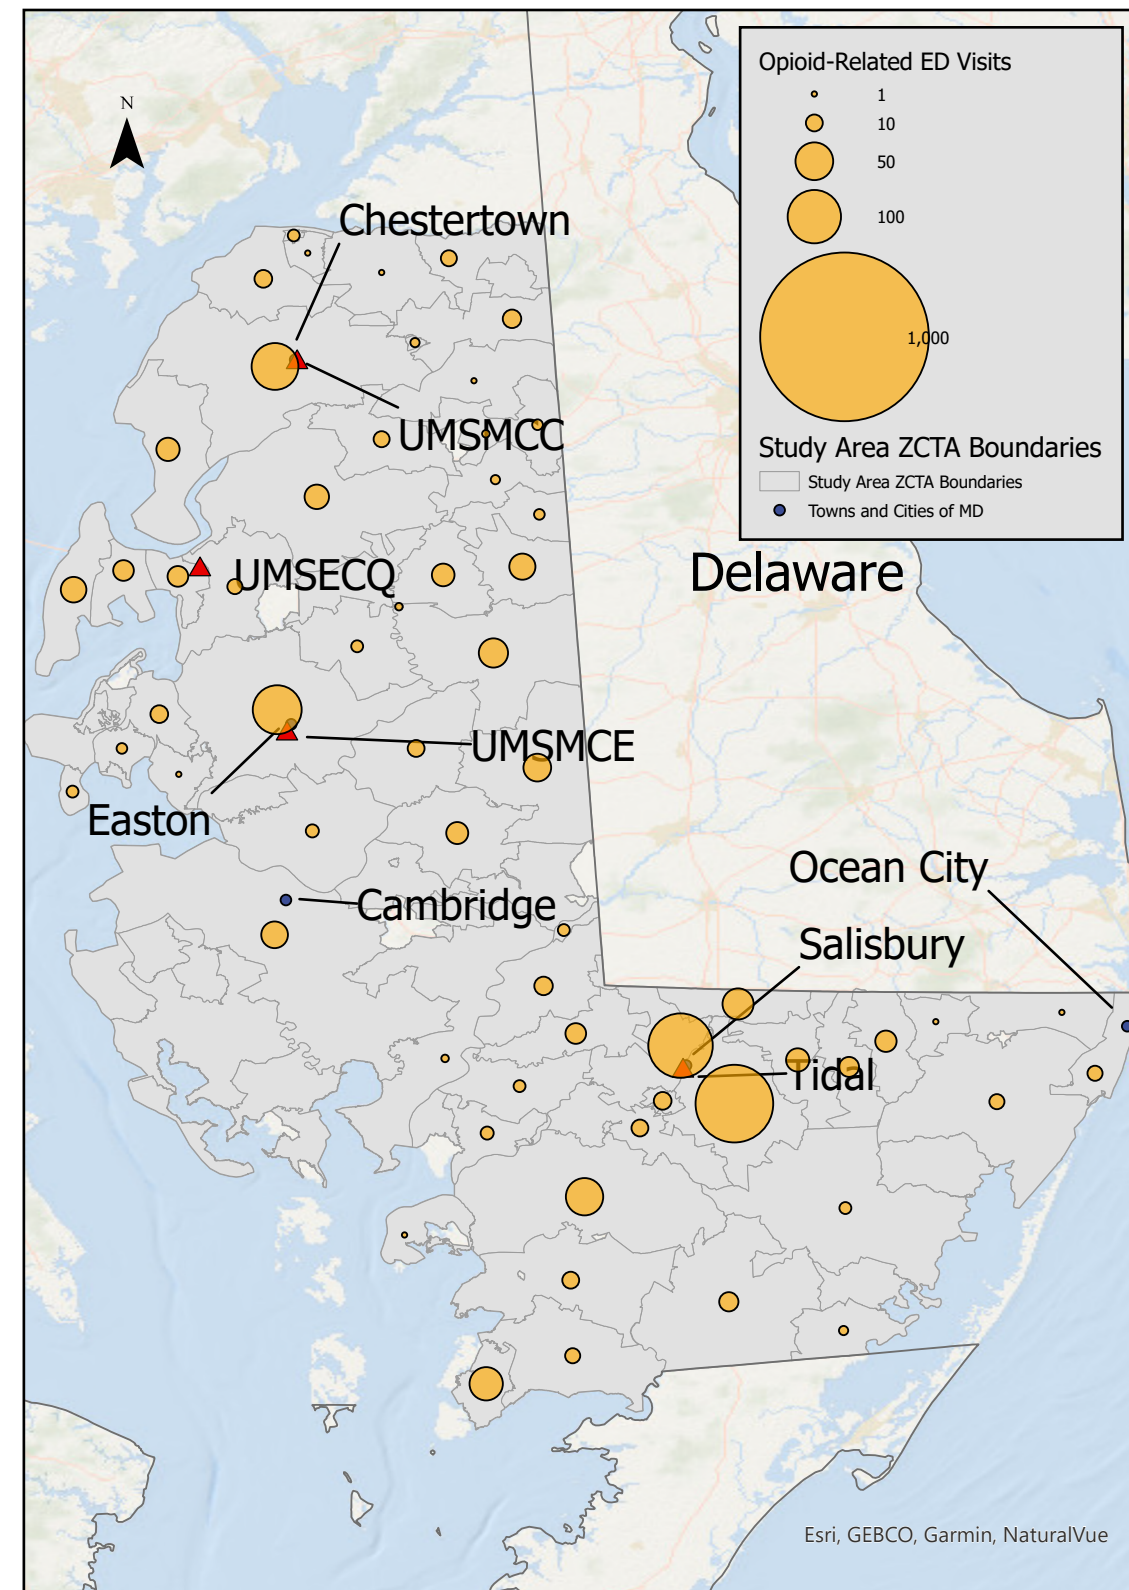 Opioid-Related ED Visits
1
10
50
100
1,000
Study Area ZCTA Boundaries
Study Area ZCTA Boundaries
Towns and Cities of MD
N
Chestertown
UMSMCC
UMSECQ
Delaware
UMSMCE
Easton
Ocean City
Cambridge
Salisbury
Tidal
Esri, GEBCO, Garmin, NaturalVue